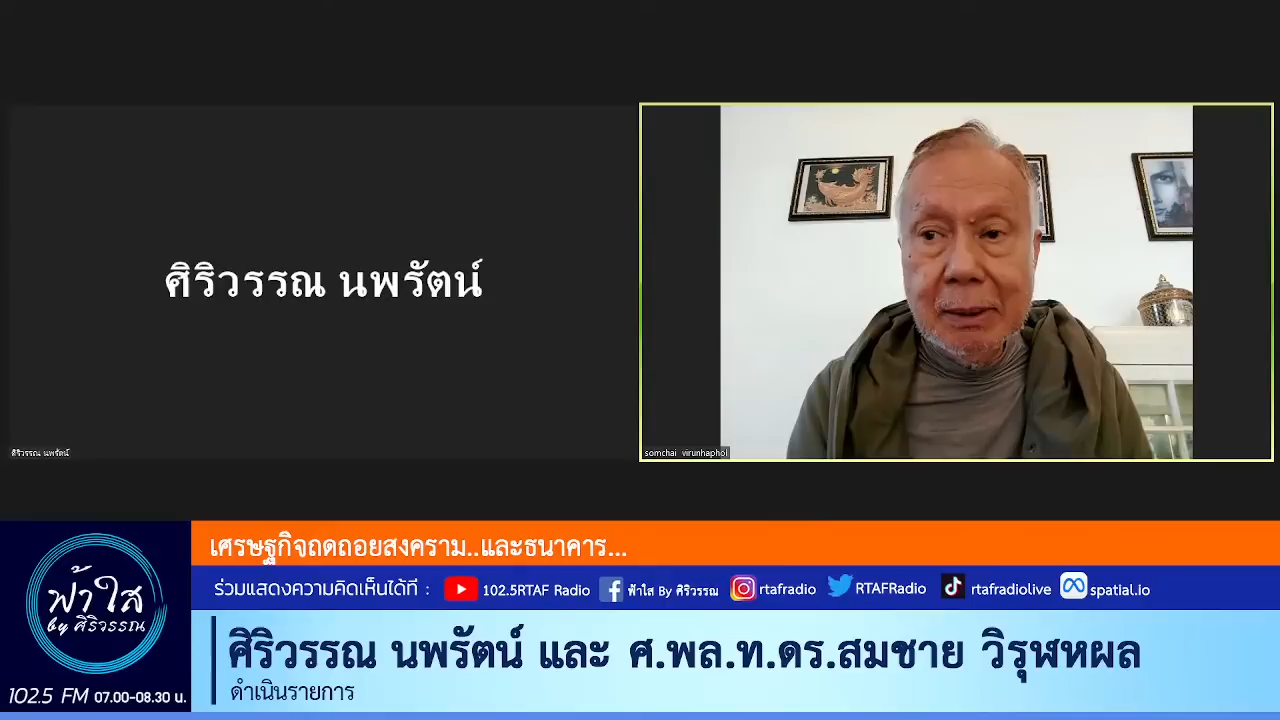 ศิริวรรณ นพรัตน์
ศิริวรรณ นพรัตน์
somchai virunhaphol
เศรษฐกิจถดถอยสงคราม..และธนาคาร...
ร่วมแสดงความคิดเห็นได้ที่ : 102.5RTAF Radio ฟ้าใส By ศิริวรรณ rtafradio RTAFRadio rtafradiolive spatial.io
ฟ้าใส
by ศิริวรรณ
102.5 FM 07.00-08.30 น.
ศิริวรรณ นพรัตน์ และ ศ.พล.ท.ดร.สมชาย วิรุฬหผล
ดำเนินรายการ